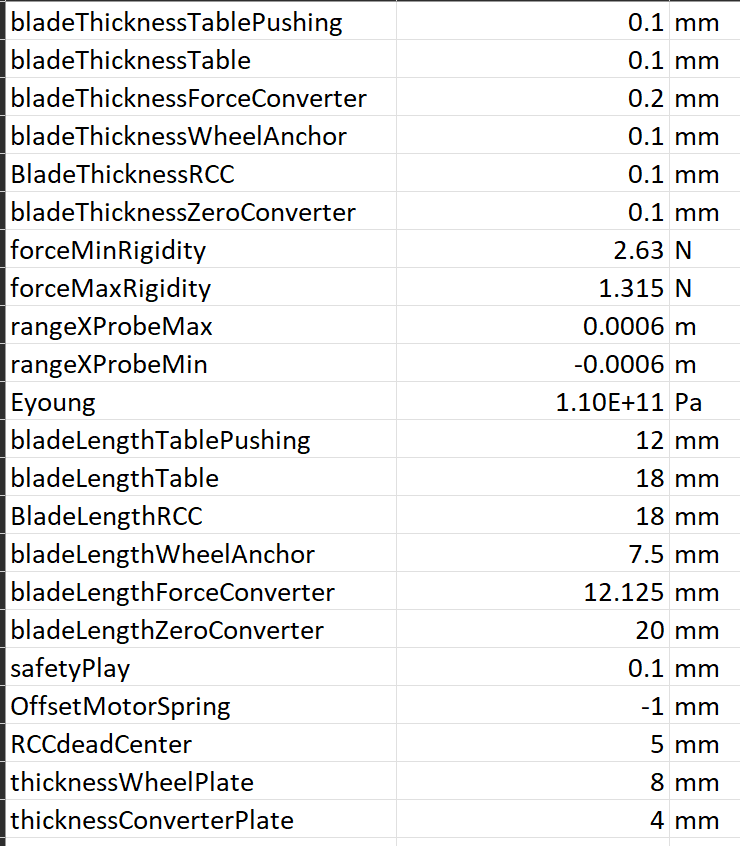 bladeThicknessTablePushing 0.1 mm
bladeThicknessTable 0.1 mm
bladeThicknessForceConverter 0.2 mm
bladeThicknessWheelAnchor 0.1 mm
BladeThicknessRCC 0.1 mm
bladeThicknessZeroConverter 0.1 mm
forceMinRigidity 2.63 N
forceMaxRigidity 1.315 N
rangeXProbeMax 0.0006 m
rangeXProbeMin -0.0006 m
Eyoung 1.10E+11 Pa
bladeLengthTablePushing 12 mm
bladeLengthTable 18 mm
BladeLengthRCC 18 mm
bladeLengthWheelAnchor 7.5 mm
bladeLengthForceConverter 12.125 mm
bladeLengthZeroConverter 20 mm
safetyPlay 0.1 mm
OffsetMotorSpring -1 mm
RCCdeadCenter 5 mm
thicknessWheelPlate 8 mm
thicknessConverterPlate 4 mm